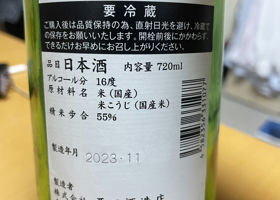 要冷蔵
ご購入後は品質保持の為、直射日光を避け、冷蔵で
の保存をお願いいたします。開栓前後にかかわらず、
できるだけお早めにお召し上がりください。
品目 日本酒 内容量 720ml
アルコール分 16度
原材料名 米(国産)
米こうじ(国産米)
精米歩合 55%
製造年月 2023.11
製造者